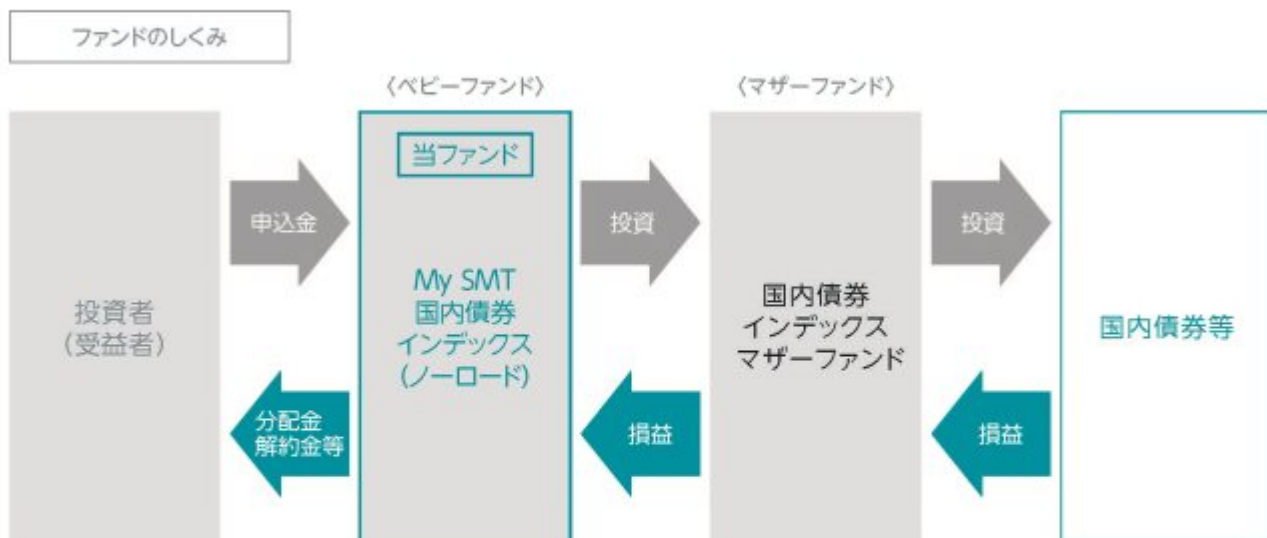 ファンドのしくみ
〈ベビーファンド〉
〈マザーファンド〉
当ファンド
申込金
投資
投資
投資者
(受益者)
My SMT
国内債券
インデックス
(ノーロード)
国内債券
インデックス
マザーファンド
国内債券等
分配金
解約金等
損益
損益